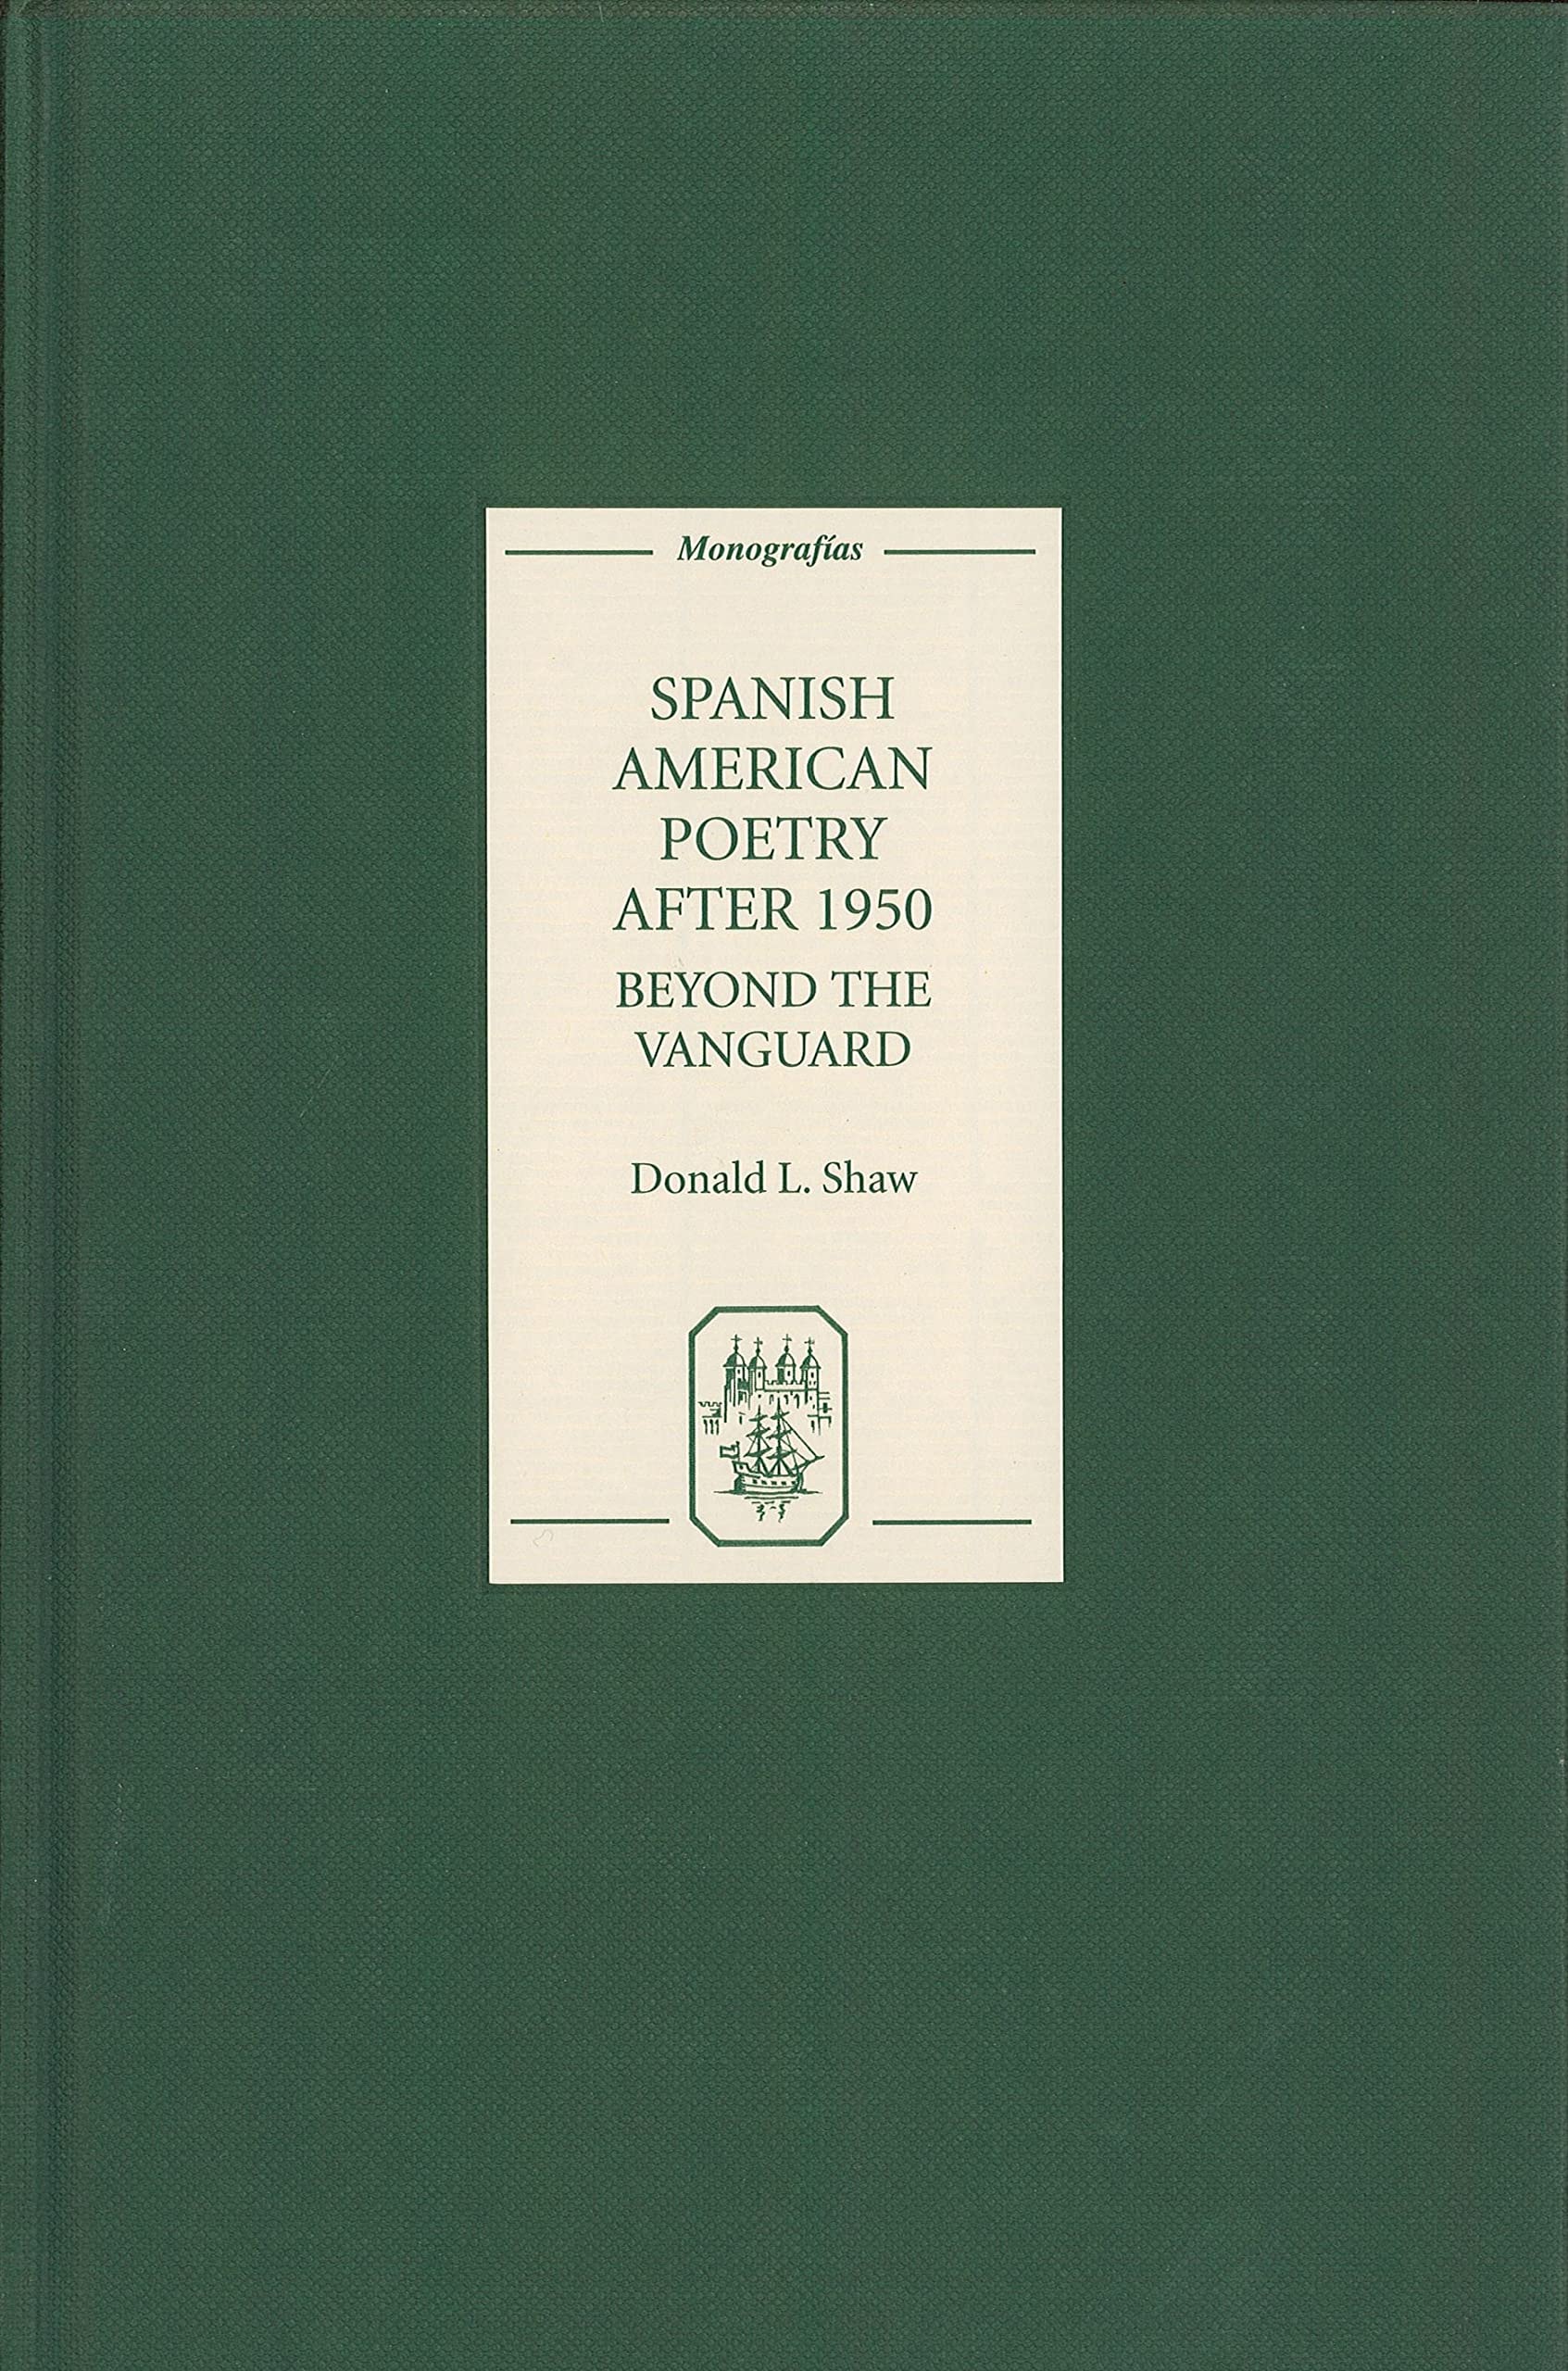 Monografías
SPANISH
AMERICAN
POETRY
AFTER 1950
BEYOND THE
VANGUARD
Donald L. Shaw